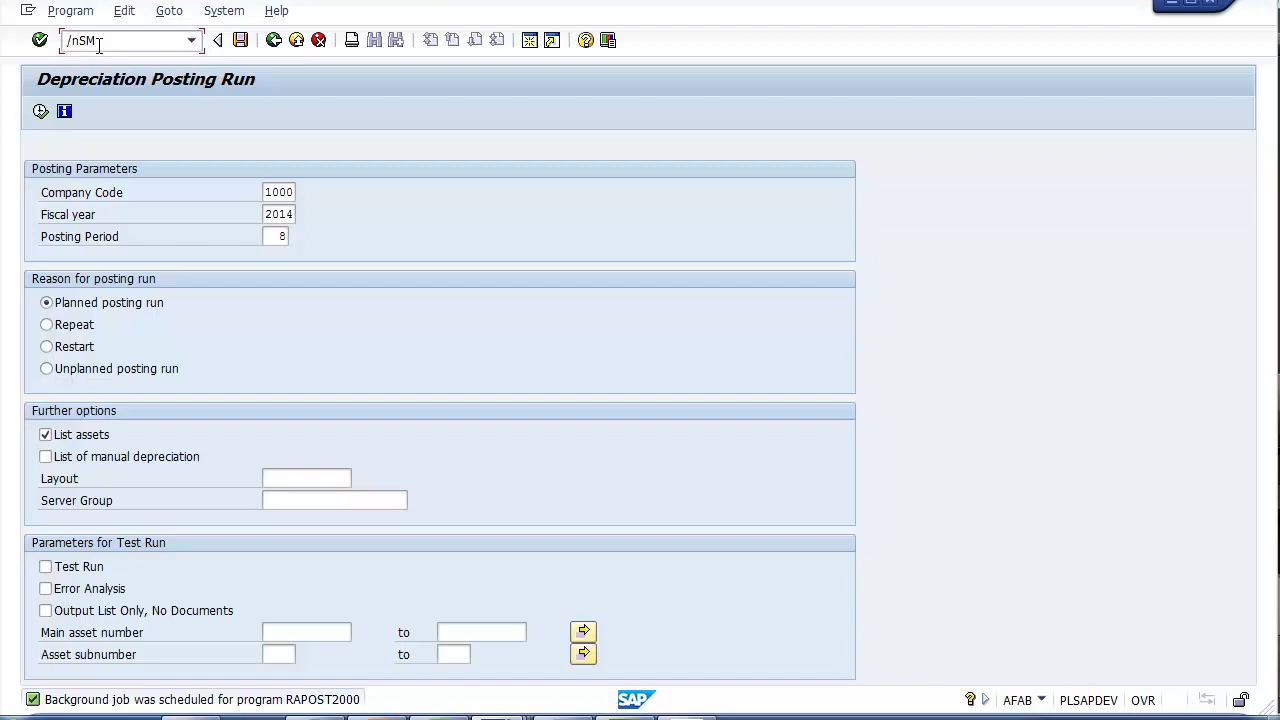 Program Edit Goto System Help
/nSM
Depreciation Posting Run
Posting Parameters
Company Code 1000
Fiscal year 2014
Posting Period 8
Reason for posting run
Planned posting run
Repeat
Restart
Unplanned posting run
Further options
List assets
List of manual depreciation
Layout
Server Group
Parameters for Test Run
Test Run
Error Analysis
Output List Only, No Documents
Main asset number to
Asset subnumber to
Background job was scheduled for program RAPOST2000 SAP AFAB PLSAPDEV OVR